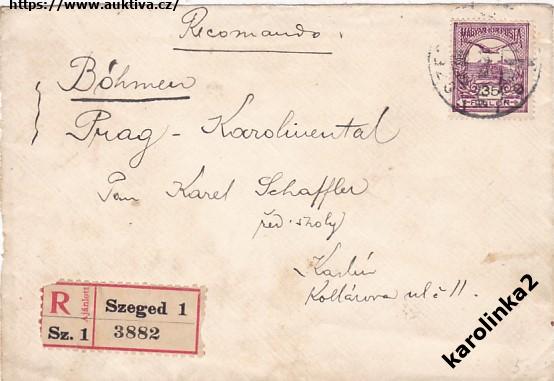 https://www.auktiva.cz/
Recomando.
Böhmen
Prag - Karolinental
Pan Karel Schaffler
řed. školy
Karlín
Kollárova ul č 11.
MAGYAR KIR. POSTA
35
FILLÉR
R
Ajánlott
Szeged 1
Sz. 1
3882
karolinka2